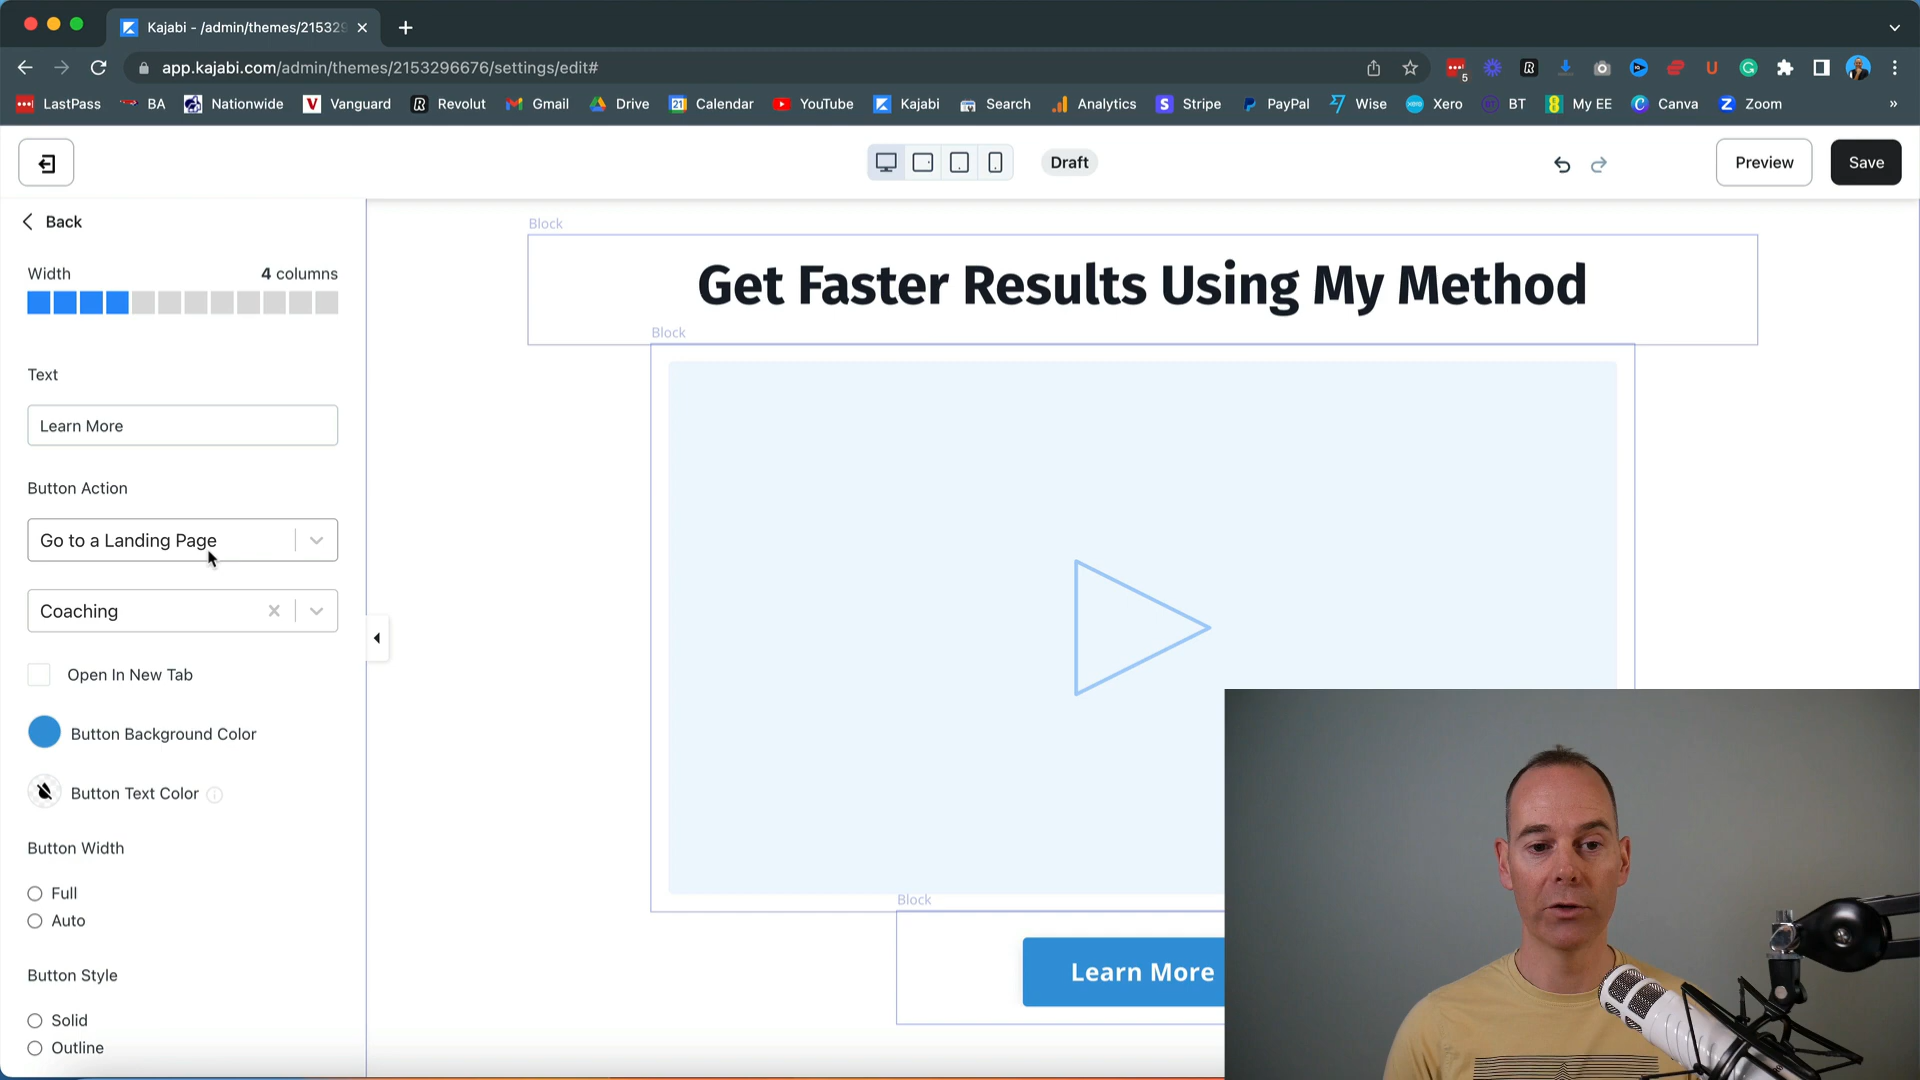 Kajabi - /admin/themes/215329
app.kajabi.com/admin/themes/2153296676/settings/edit#
5
LastPass
BA
Nationwide
Vanguard
Revolut
Gmail
Drive
21
Calendar
YouTube
Kajabi
Search
Analytics
Stripe
PayPal
Wise
Xero
BT
My EE
Canva
Zoom
»
Draft
Preview
Save
Back
Width
4 columns
Text
Learn More
Button Action
Go to a Landing Page
Coaching
Open In New Tab
Button Background Color
Button Text Color
Button Width
Full
Auto
Button Style
Solid
Outline
Block
Get Faster Results Using My Method
Block
Block
Learn More